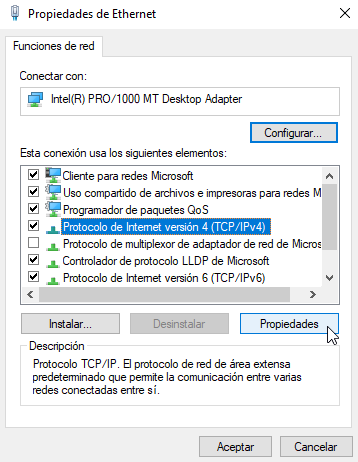 Propiedades de Ethernet
Funciones de red
Conectar con:
Intel(R) PRO/1000 MT Desktop Adapter
Configurar...
Esta conexión usa los siguientes elementos:
Cliente para redes Microsoft
Uso compartido de archivos e impresoras para redes M
Programador de paquetes QoS
Protocolo de Internet versión 4 (TCP/IPv4)
Protocolo de multiplexor de adaptador de red de Micros
Controlador de protocolo LLDP de Microsoft
Protocolo de Internet versión 6 (TCP/IPv6)
Instalar... Desinstalar Propiedades
Descripción
Protocolo TCP/IP. El protocolo de red de área extensa
predeterminado que permite la comunicación entre varias
redes conectadas entre sí.
Aceptar Cancelar